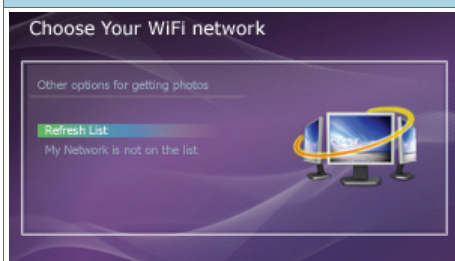 Choose Your WiFi network
Other options for getting photos
Refresh List
My Network is not on the list